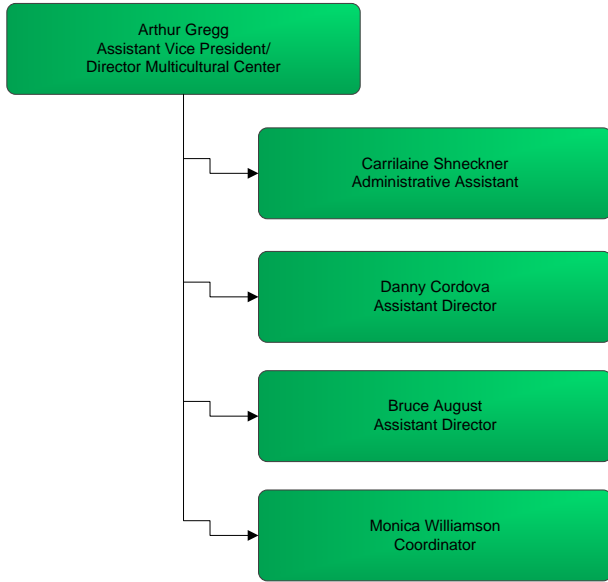 Arthur Gregg
Assistant Vice President/
Director Multicultural Center
Carrilaine Shneckner
Administrative Assistant
Danny Cordova
Assistant Director
Bruce August
Assistant Director
Monica Williamson
Coordinator